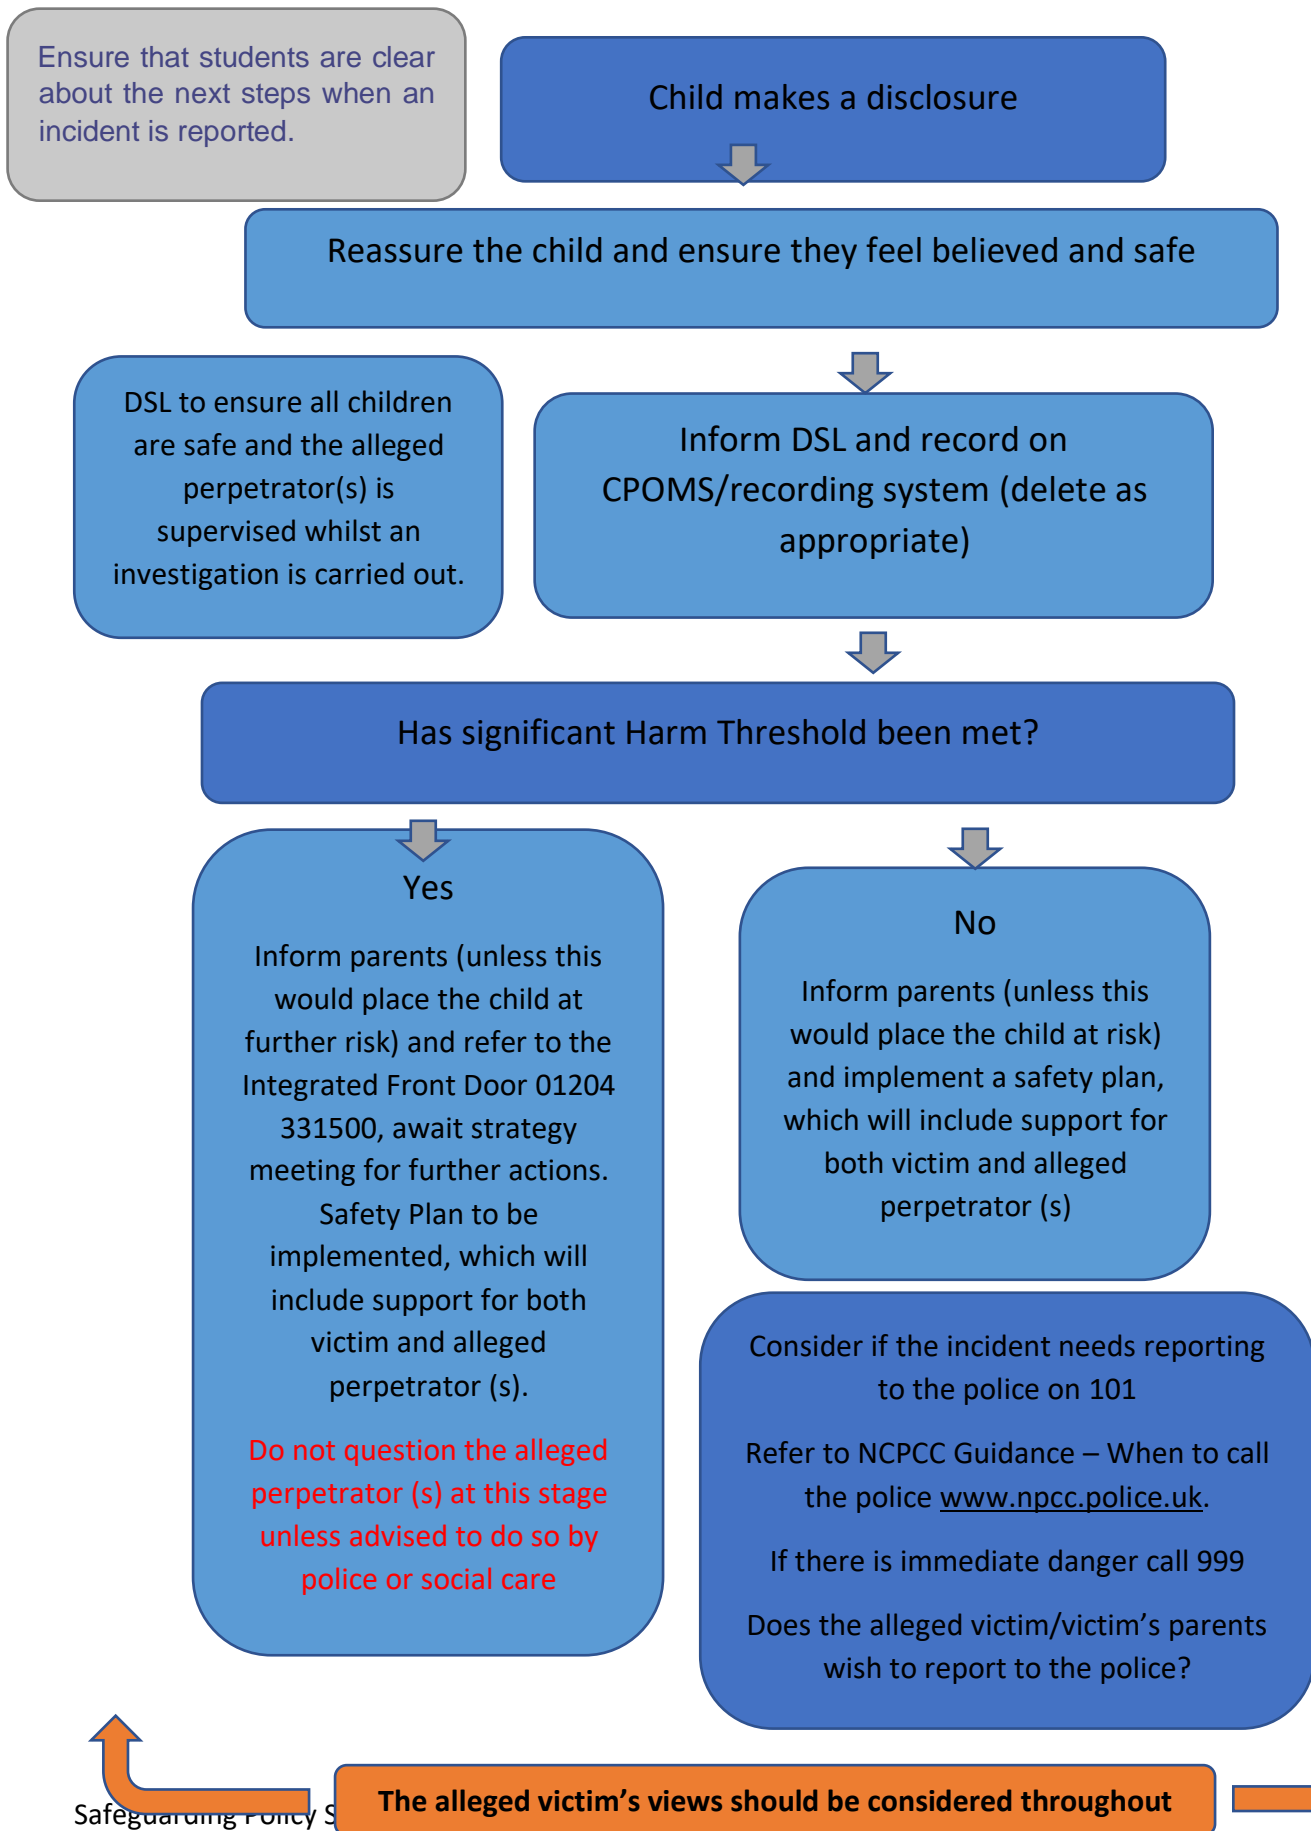 Ensure that students are clear
about the next steps when an
incident is reported.
Child makes a disclosure
Reassure the child and ensure they feel believed and safe
DSL to ensure all children
are safe and the alleged
perpetrator(s) is
supervised whilst an
investigation is carried out.
Inform DSL and record on
CPOMS/recording system (delete as
appropriate)
Has significant Harm Threshold been met?
Yes
Inform parents (unless this
would place the child at
further risk) and refer to the
Integrated Front Door 01204
331500, await strategy
meeting for further actions.
Safety Plan to be
implemented, which will
include support for both
victim and alleged
perpetrator (s).
Do not question the alleged
perpetrator (s) at this stage
unless advised to do so by
police or social care
No
Inform parents (unless this
would place the child at risk)
and implement a safety plan,
which will include support for
both victim and alleged
perpetrator (s)
Consider if the incident needs reporting
to the police on 101
Refer to NCPCC Guidance – When to call
the police www.npcc.police.uk.
If there is immediate danger call 999
Does the alleged victim/victim's parents
wish to report to the police?
The alleged victim's views should be considered throughout
Safeguarding Policy S